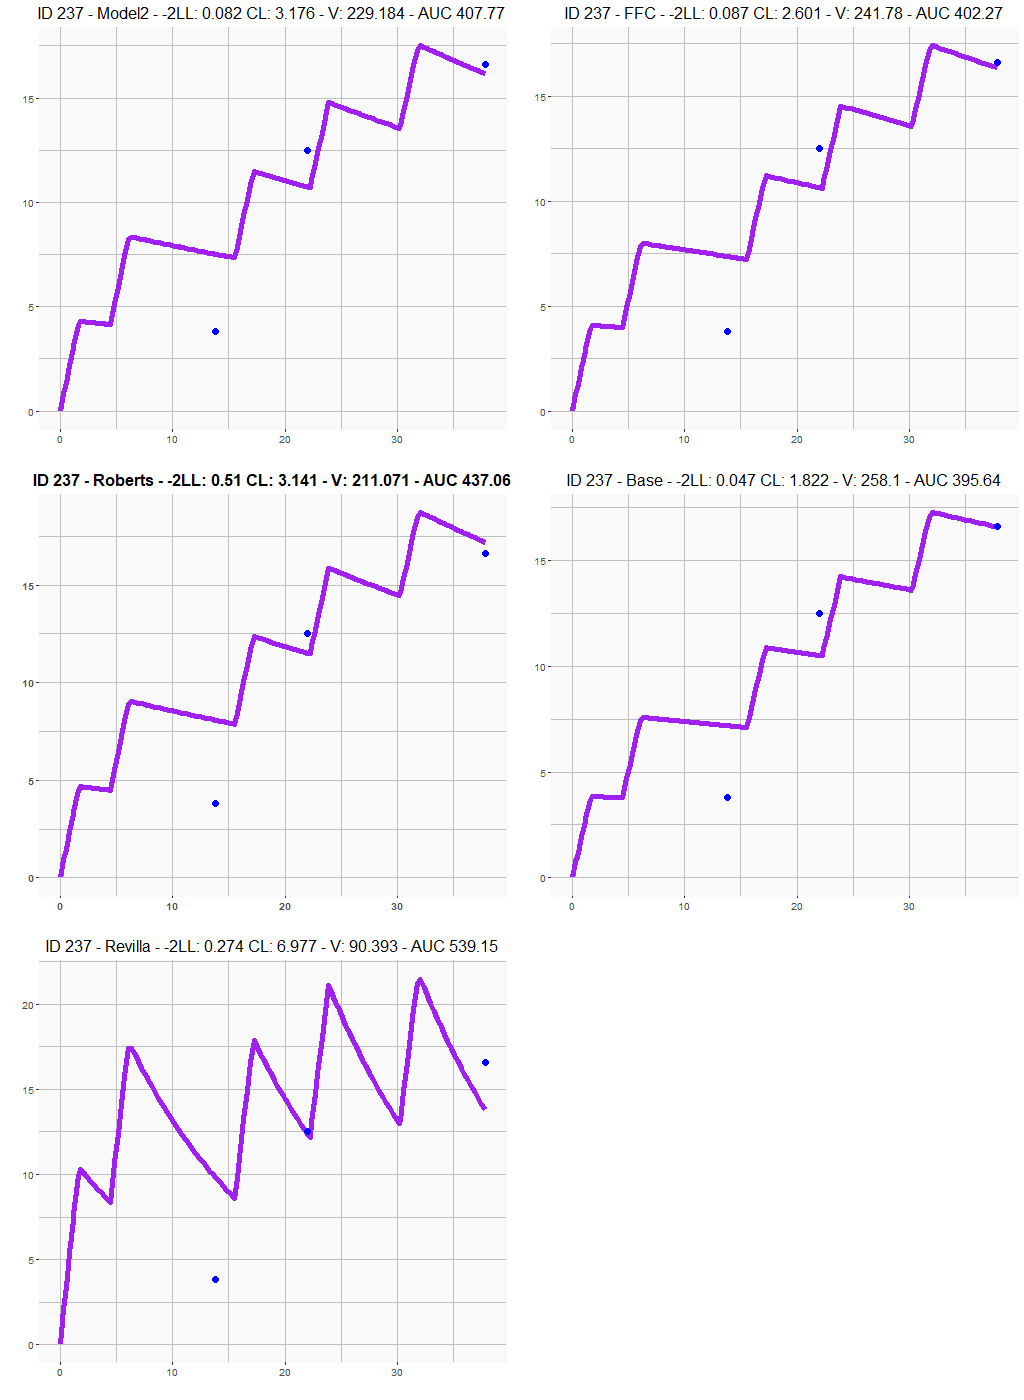 ID 237 - Model2 - -2LL: 0.082 CL: 3.176 - V: 229.184 - AUC 407.77
15
10
5
0
0 10 20 30
ID 237 - FFC - -2LL: 0.087 CL: 2.601 - V: 241.78 - AUC 402.27
15
10
5
0
0 10 20 30
ID 237 - Roberts - -2LL: 0.51 CL: 3.141 - V: 211.071 - AUC 437.06
15
10
5
0
0 10 20 30
ID 237 - Base - -2LL: 0.047 CL: 1.822 - V: 258.1 - AUC 395.64
15
10
5
0
0 10 20 30
ID 237 - Revilla - -2LL: 0.274 CL: 6.977 - V: 90.393 - AUC 539.15
20
15
10
5
0
0 10 20 30